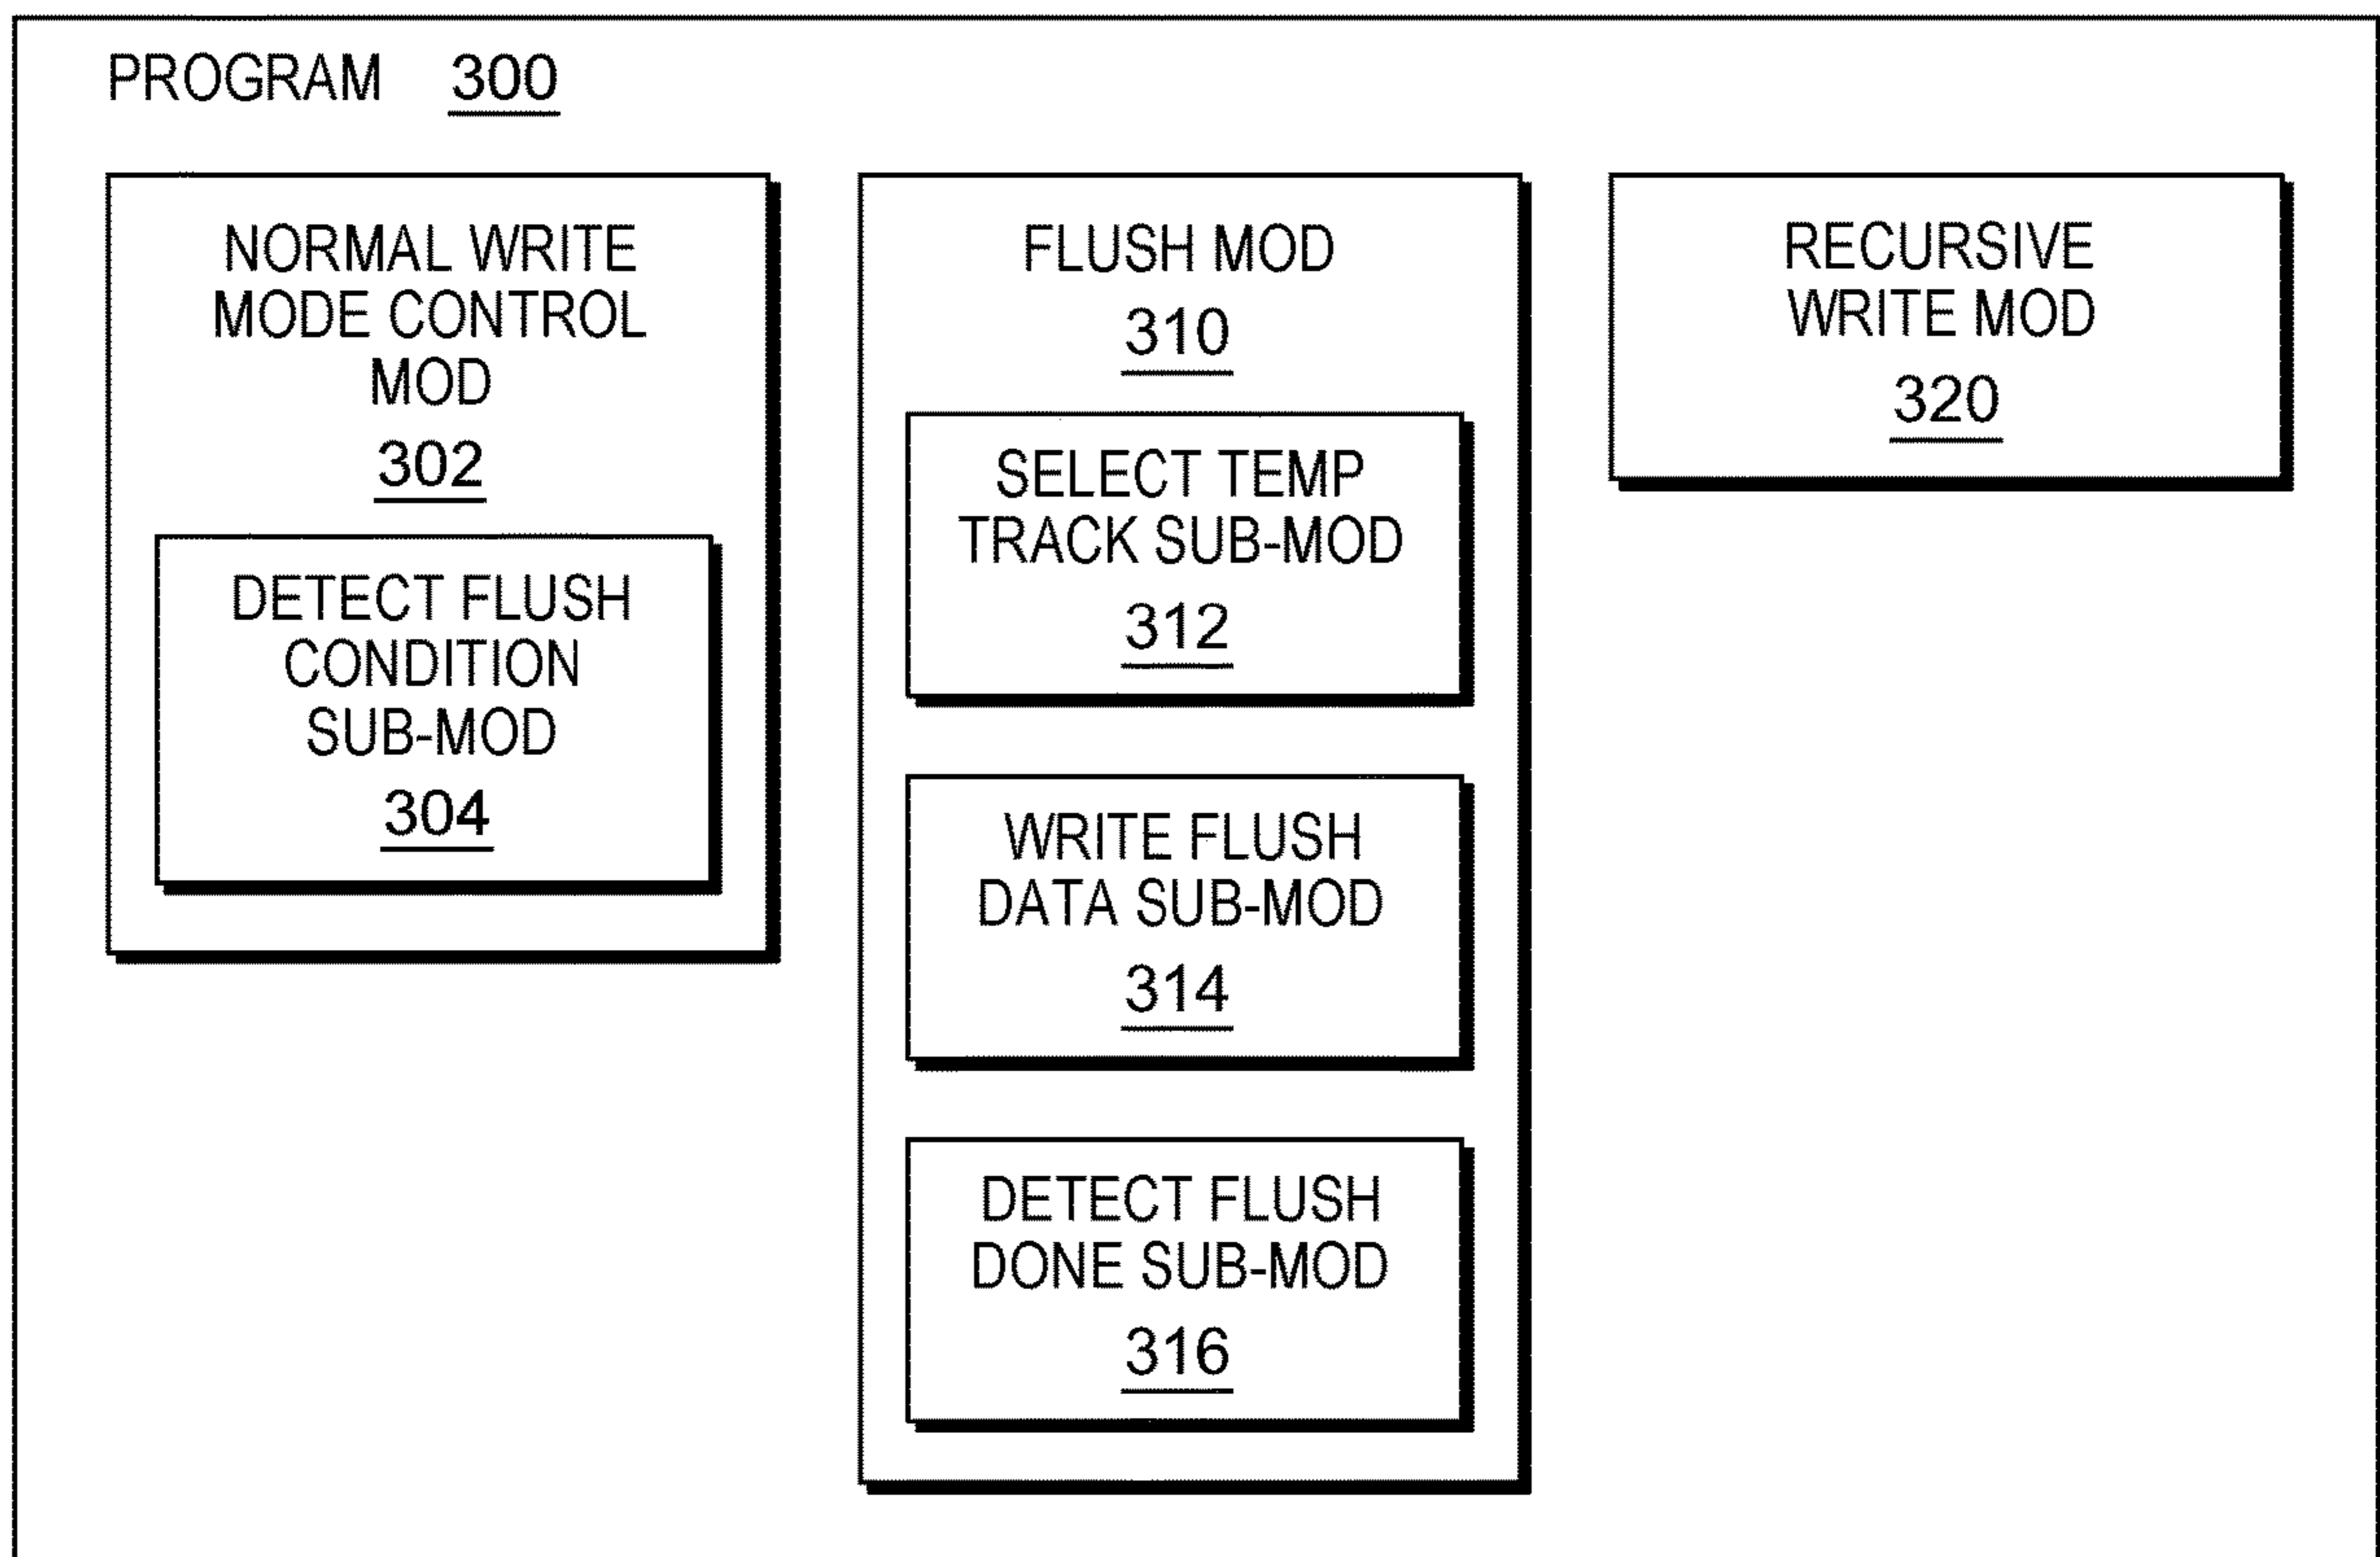 PROGRAM 300
NORMAL WRITE
MODE CONTROL
MOD
302
DETECT FLUSH
CONDITION
SUB-MOD
304
FLUSH MOD
310
SELECT TEMP
TRACK SUB-MOD
312
WRITE FLUSH
DATA SUB-MOD
314
DETECT FLUSH
DONE SUB-MOD
316
RECURSIVE
WRITE MOD
320